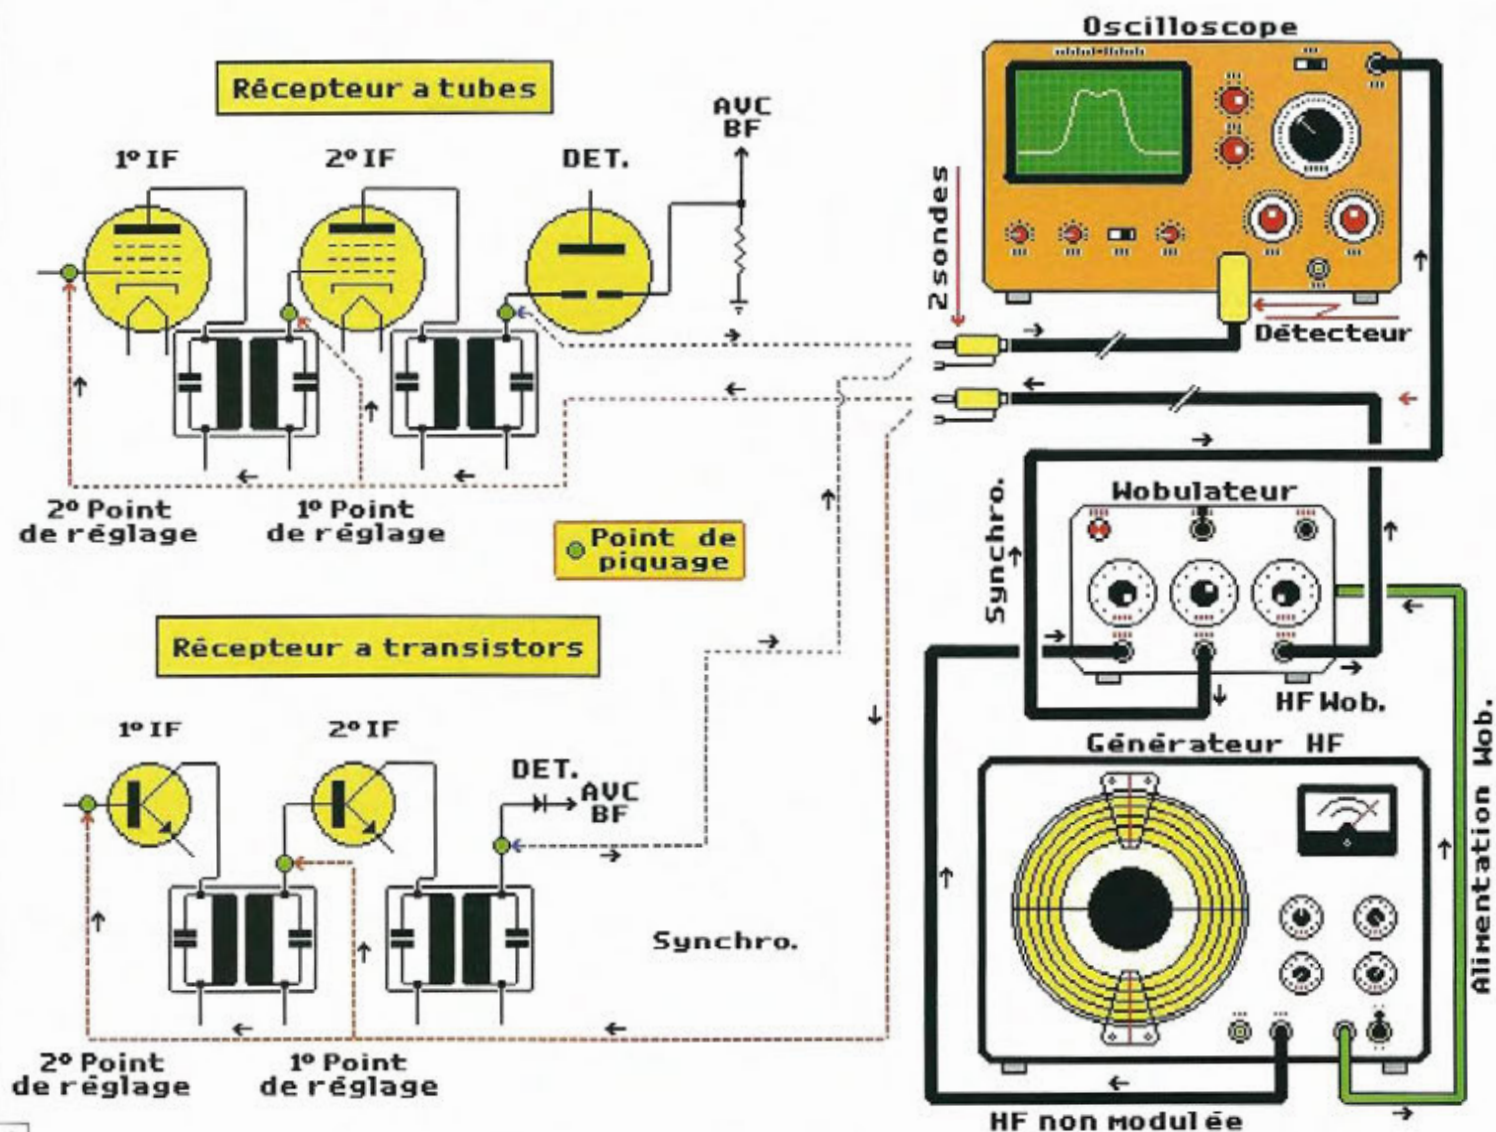 Oscilloscope
Récepteur a tubes
AVC
BF
1º IF
2º IF
DET.
2 sondes
Détecteur
Synchro.
Wobulateur
2º Point
de réglage
1º Point
de réglage
Point de
piquage
Récepteur a transistors
HF Wob.
Alimentation Wob.
1º IF
2º IF
Générateur HF
DET.
AVC
BF
Synchro.
2º Point
de réglage
1º Point
de réglage
HF non modulée